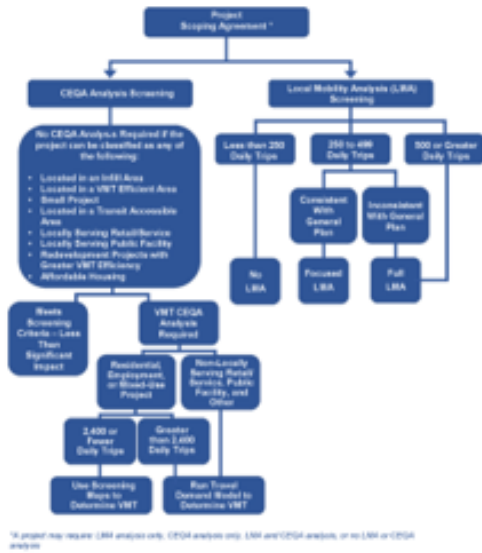 Project
Scoping Agreement *
CEQA Analysis Screening
Local Mobility Analysis (LMA)
Screening
No CEQA Analysis Required if the
project can be classified as any of
the following:
• Located in an Infill Area
• Located in a VMT Efficient Area
• Small Project
• Located in a Transit Accessible
Area
• Locally Serving Retail/Service
• Locally Serving Public Facility
• Redevelopment Projects with
Greater VMT Efficiency
• Affordable Housing
Less than 250
Daily Trips
250 to 499
Daily Trips
500 or Greater
Daily Trips
Consistent
With
General
Plan
Inconsistent
With General
Plan
No
LMA
Focused
LMA
Full
LMA
Meets
Screening
Criteria – Less
Than
Significant
Impact
VMT CEQA
Analysis
Required
Residential,
Employment,
or Mixed-Use
Project
Non-Locally
Serving Retail/
Service, Public
Facility, and
Other
2,400 or
Fewer
Daily Trips
Greater
than 2,400
Daily Trips
Use Screening
Maps to
Determine VMT
Run Travel
Demand Model to
Determine VMT
*A project may require: LMA analysis only, CEQA analysis only, LMA and CEQA analysis, or no LMA or CEQA
analysis